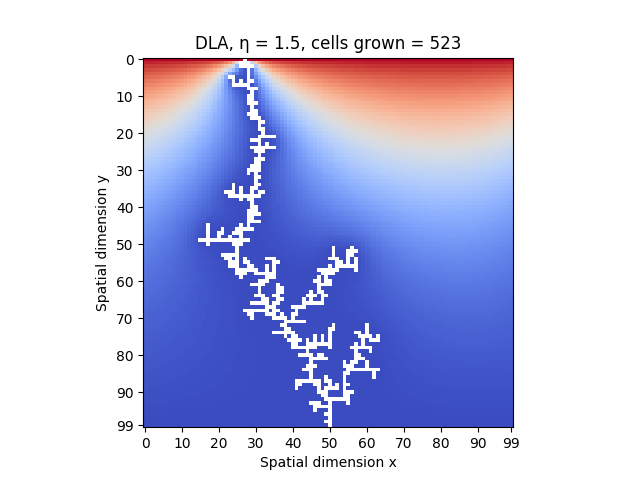 DLA, η = 1.5, cells grown = 523
0
10
20
30
40
50
60
70
80
90
99
Spatial dimension y
0 10 20 30 40 50 60 70 80 90 99
Spatial dimension x